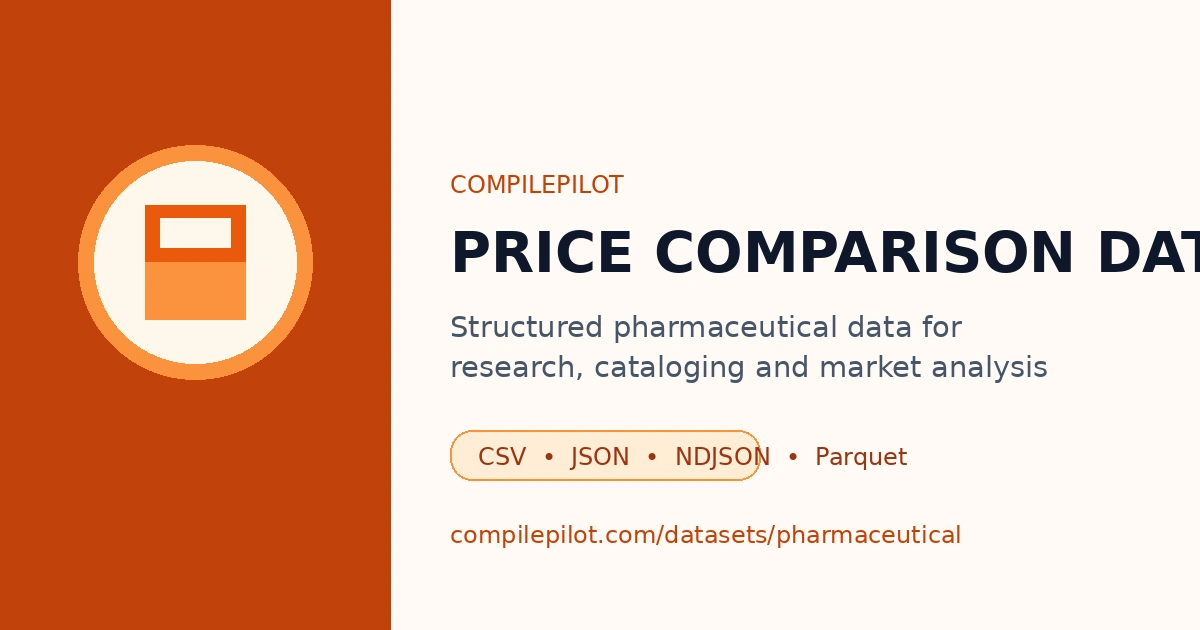 COMPILEPILOT
PRICE COMPARISON DAT
Structured pharmaceutical data for
research, cataloging and market analysis
CSV • JSON • NDJSON • Parquet
compilepilot.com/datasets/pharmaceutical